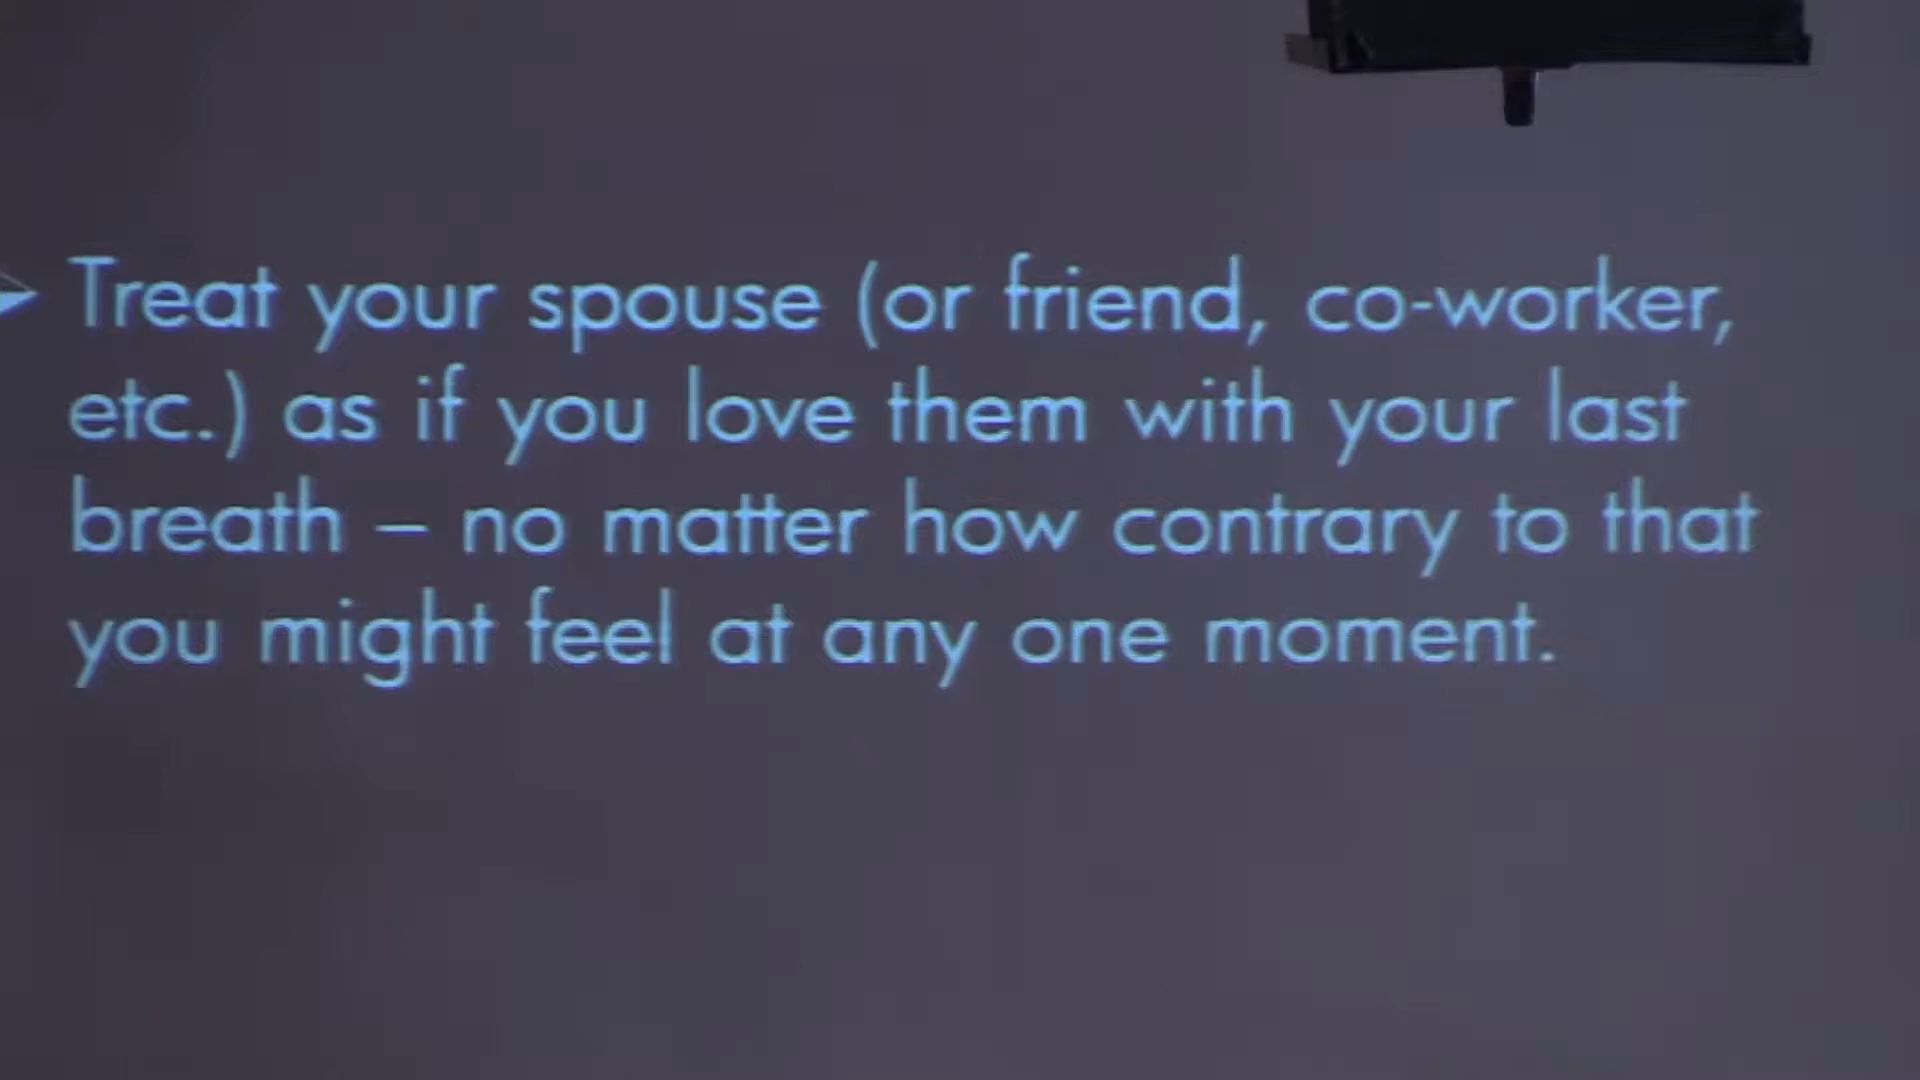 Treat your spouse (or friend, co-worker,
etc.) as if you love them with your last
breath – no matter how contrary to that
you might feel at any one moment.